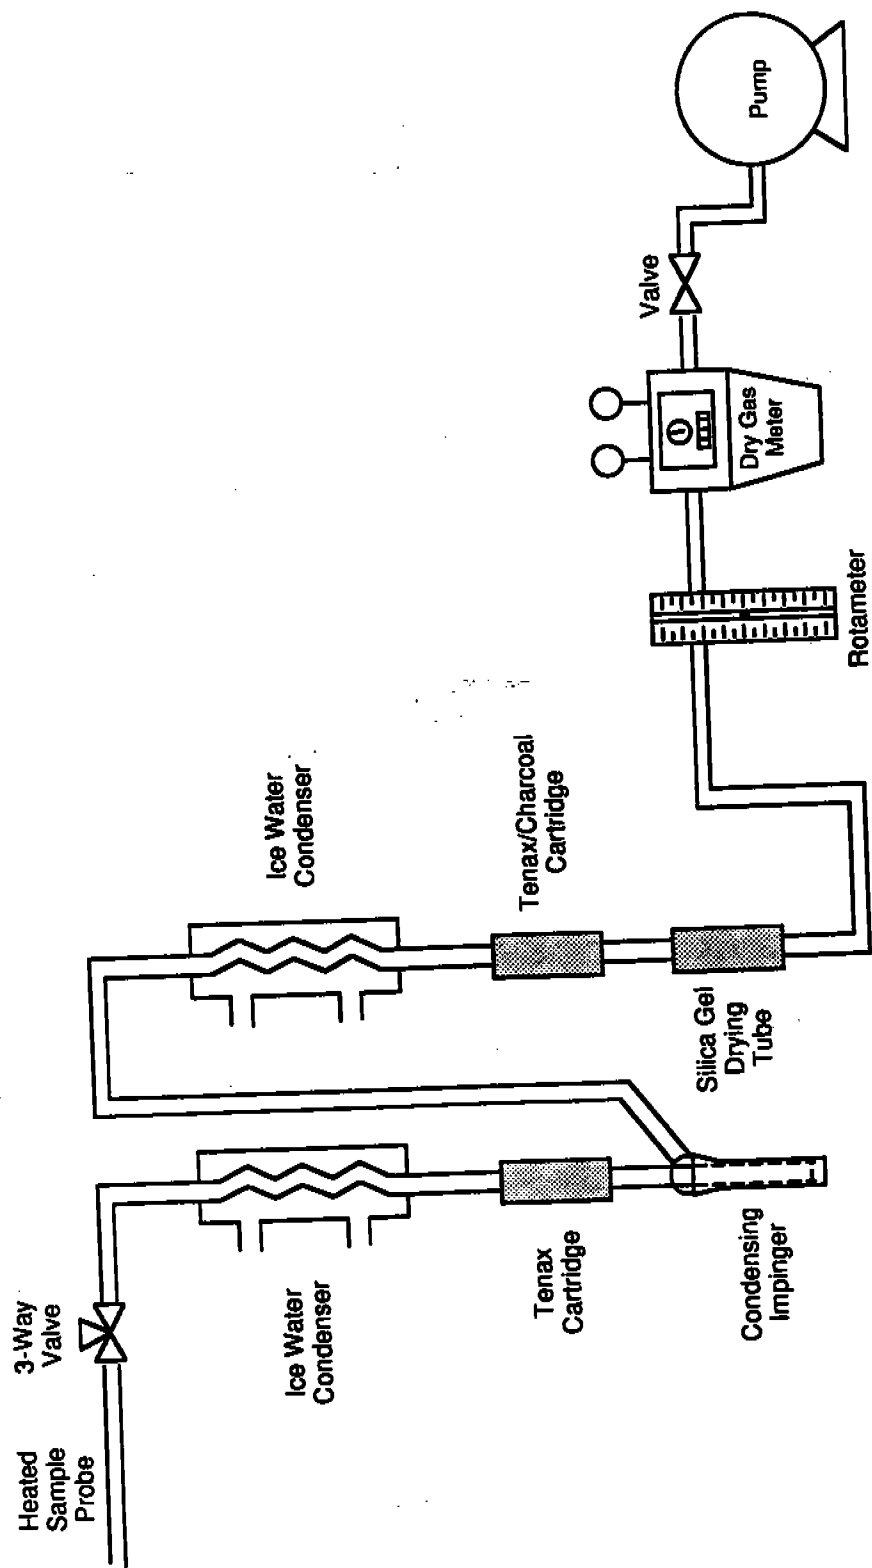 Heated
Sample
Probe
3-Way
Valve
Ice Water
Condenser
Tenax
Cartridge
Condensing
Impinger
Ice Water
Condenser
Tenax/Charcoal
Cartridge
Silica Gel
Drying
Tube
Rotameter
Dry Gas
Meter
Valve
Pump